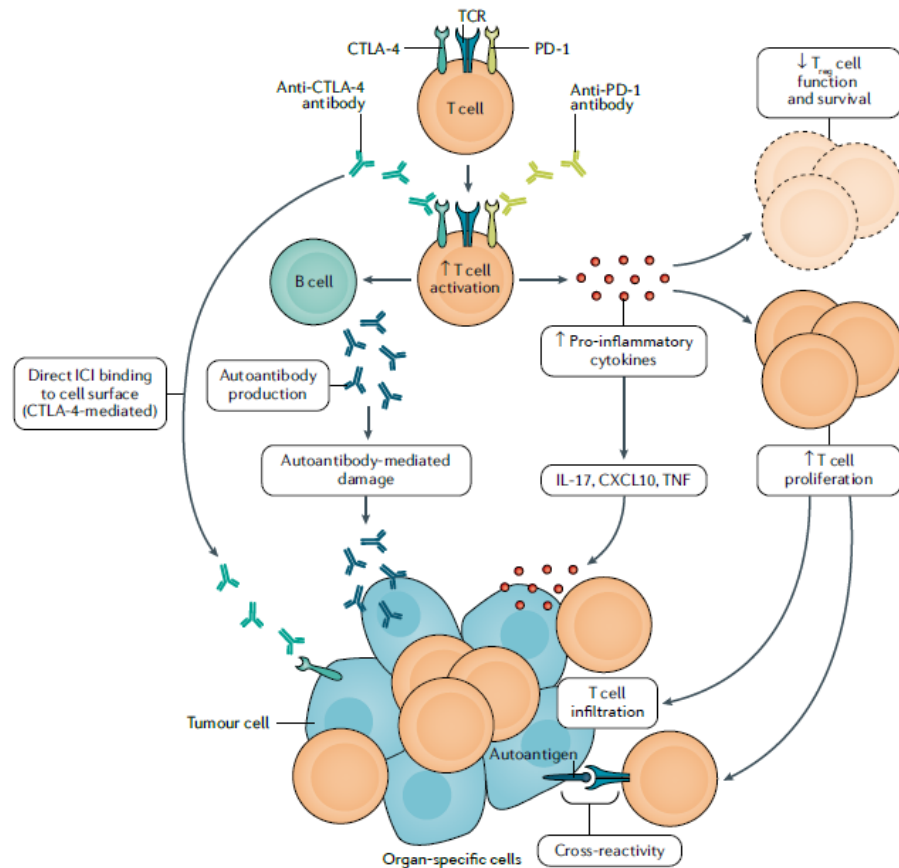 TCR
CTLA-4
PD-1
Anti-CTLA-4
antibody
T cell
Anti-PD-1
antibody
↓ Treg cell
function
and survival
B cell
↑ T cell
activation
↑ Pro-inflammatory
cytokines
Direct ICI binding
to cell surface
(CTLA-4-mediated)
Autoantibody
production
Autoantibody-mediated
damage
IL-17, CXCL10, TNF
↑ T cell
proliferation
T cell
infiltration
Tumour cell
Autoantigen
Cross-reactivity
Organ-specific cells